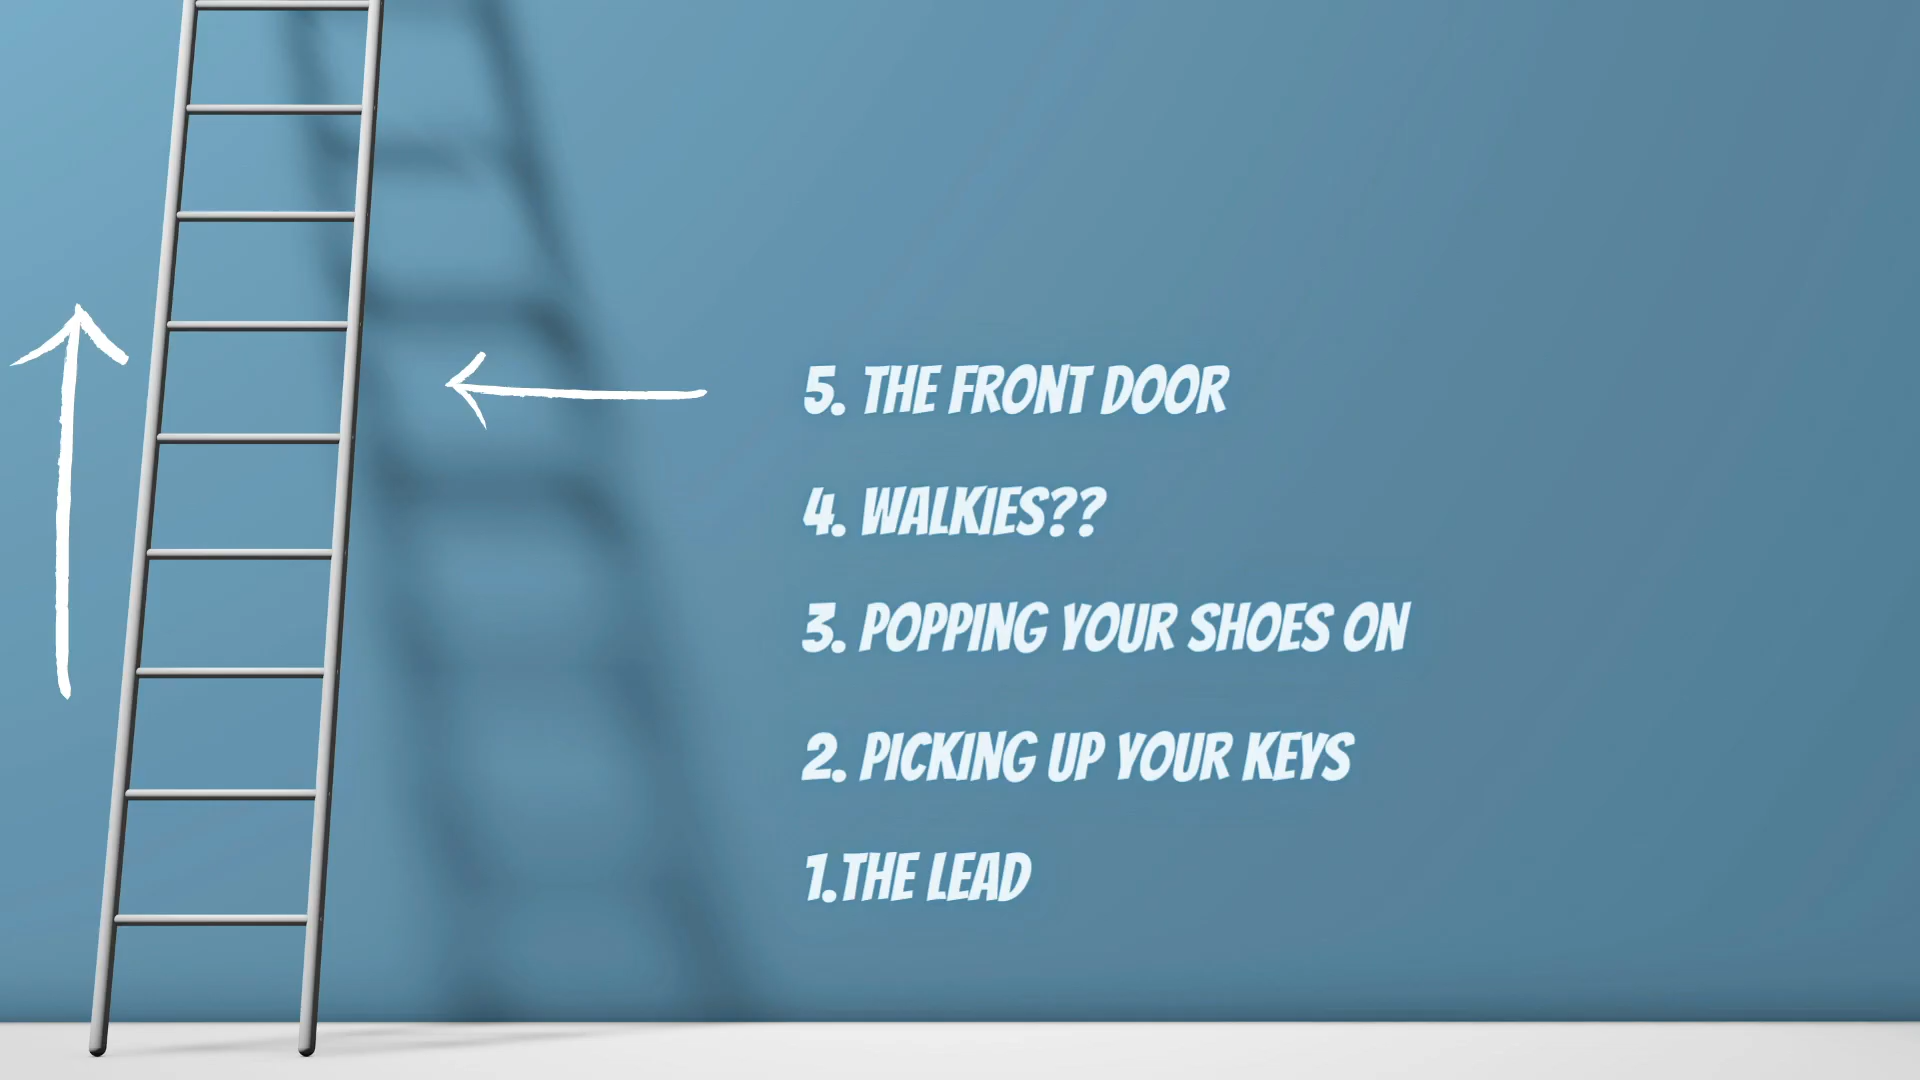 5. THE FRONT DOOR
4. WALKIES??
3. POPPING YOUR SHOES ON
2. PICKING UP YOUR KEYS
1.THE LEAD